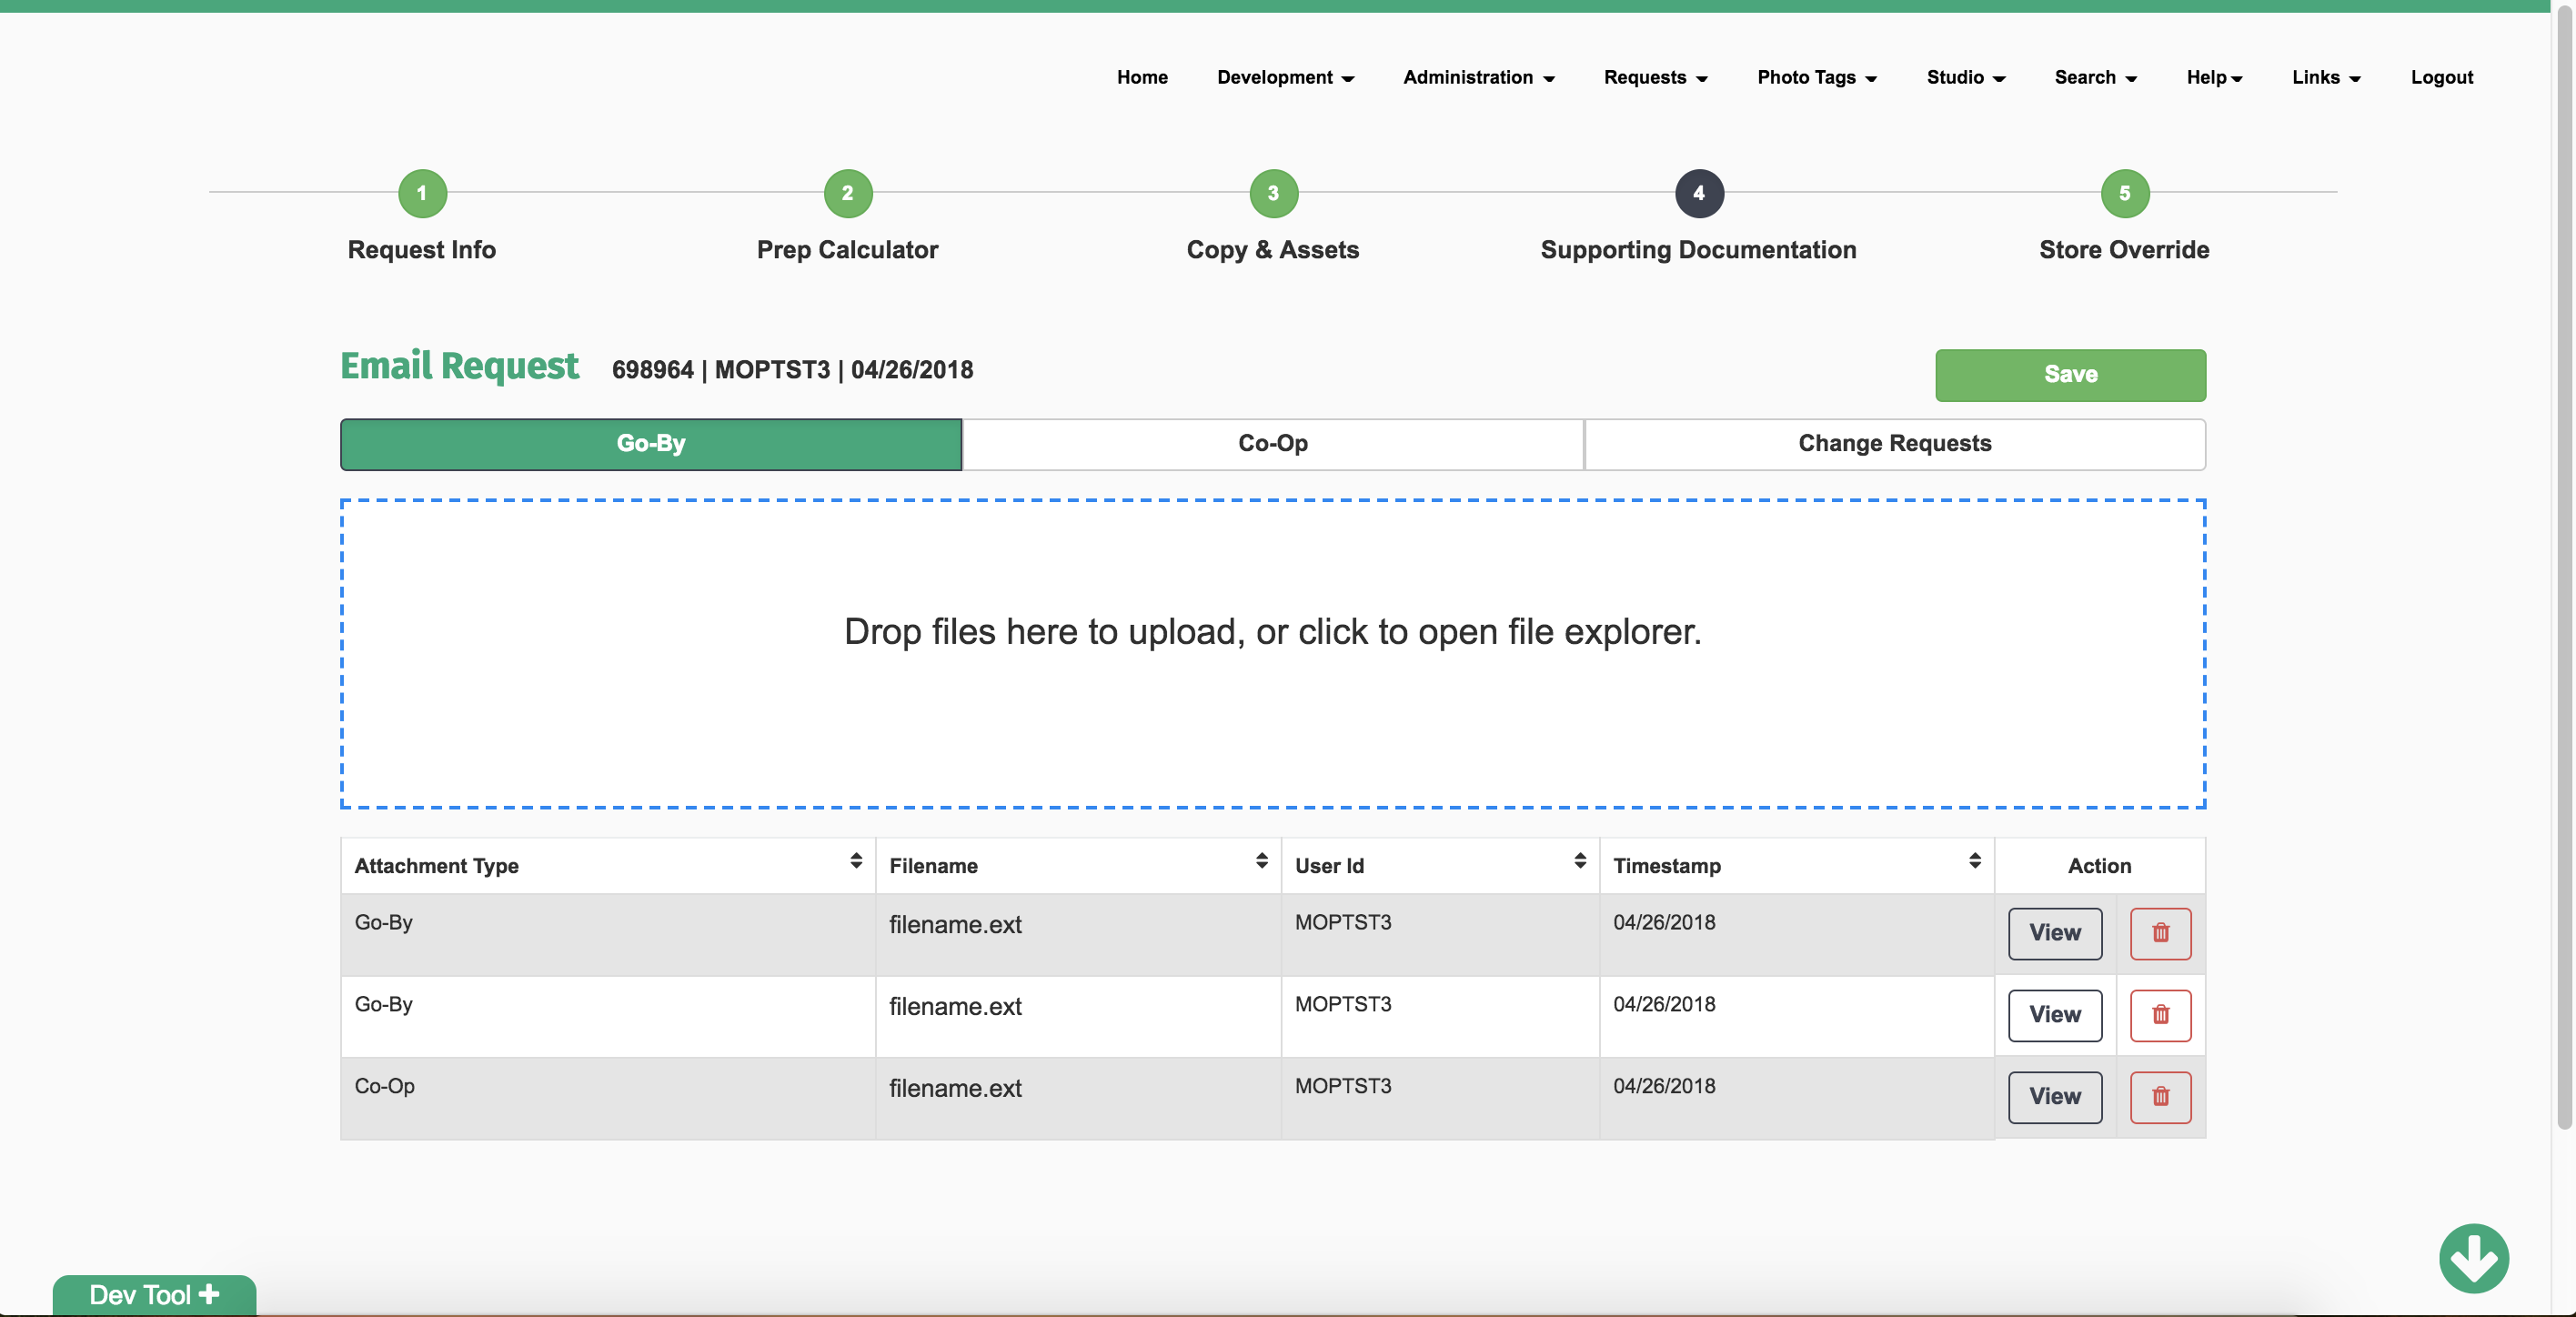 Home Development Administration Requests Photo Tags Studio Search Help Links Logout
1 2 3 4 5
Request Info Prep Calculator Copy & Assets Supporting Documentation Store Override
Email Request 698964 | MOPTST3 | 04/26/2018 Save
Go-By Co-Op Change Requests
Drop files here to upload, or click to open file explorer.
Attachment Type Filename User Id Timestamp Action
Go-By filename.ext MOPTST3 04/26/2018 View
Go-By filename.ext MOPTST3 04/26/2018 View
Co-Op filename.ext MOPTST3 04/26/2018 View
Dev Tool